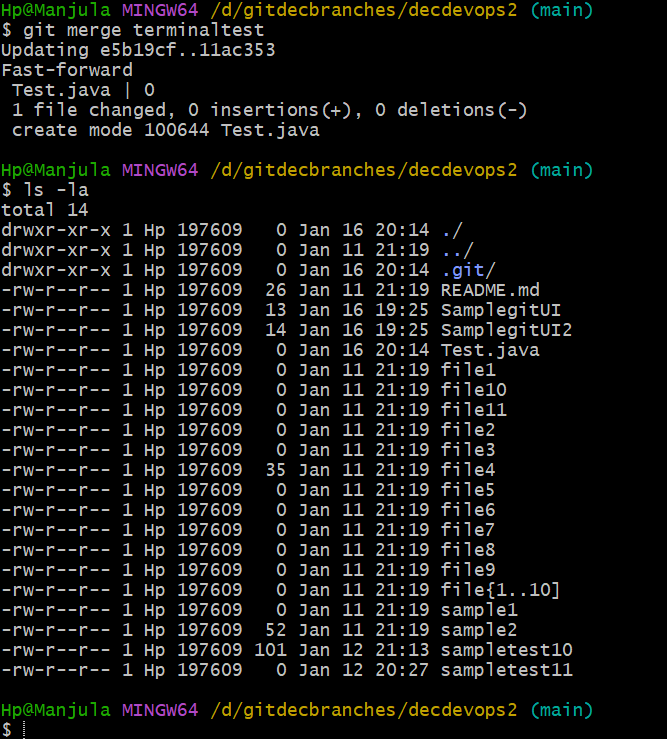 Hp@Manjula MINGW64 /d/gitdecbranches/decdevops2 (main)
$ git merge terminaltest
Updating e5b19cf..11ac353
Fast-forward
 Test.java | 0
 1 file changed, 0 insertions(+), 0 deletions(-)
 create mode 100644 Test.java

Hp@Manjula MINGW64 /d/gitdecbranches/decdevops2 (main)
$ ls -la
total 14
drwxr-xr-x 1 Hp 197609   0 Jan 16 20:14 ./
drwxr-xr-x 1 Hp 197609   0 Jan 11 21:19 ../
drwxr-xr-x 1 Hp 197609   0 Jan 16 20:14 .git/
-rw-r--r-- 1 Hp 197609  26 Jan 11 21:19 README.md
-rw-r--r-- 1 Hp 197609  13 Jan 16 19:25 SamplegitUI
-rw-r--r-- 1 Hp 197609  14 Jan 16 19:25 SamplegitUI2
-rw-r--r-- 1 Hp 197609   0 Jan 16 20:14 Test.java
-rw-r--r-- 1 Hp 197609   0 Jan 11 21:19 file1
-rw-r--r-- 1 Hp 197609   0 Jan 11 21:19 file10
-rw-r--r-- 1 Hp 197609   0 Jan 11 21:19 file11
-rw-r--r-- 1 Hp 197609   0 Jan 11 21:19 file2
-rw-r--r-- 1 Hp 197609   0 Jan 11 21:19 file3
-rw-r--r-- 1 Hp 197609  35 Jan 11 21:19 file4
-rw-r--r-- 1 Hp 197609   0 Jan 11 21:19 file5
-rw-r--r-- 1 Hp 197609   0 Jan 11 21:19 file6
-rw-r--r-- 1 Hp 197609   0 Jan 11 21:19 file7
-rw-r--r-- 1 Hp 197609   0 Jan 11 21:19 file8
-rw-r--r-- 1 Hp 197609   0 Jan 11 21:19 file9
-rw-r--r-- 1 Hp 197609   0 Jan 11 21:19 file{1..10]
-rw-r--r-- 1 Hp 197609   0 Jan 11 21:19 sample1
-rw-r--r-- 1 Hp 197609  52 Jan 11 21:19 sample2
-rw-r--r-- 1 Hp 197609 101 Jan 12 21:13 sampletest10
-rw-r--r-- 1 Hp 197609   0 Jan 12 20:27 sampletest11

Hp@Manjula MINGW64 /d/gitdecbranches/decdevops2 (main)
$